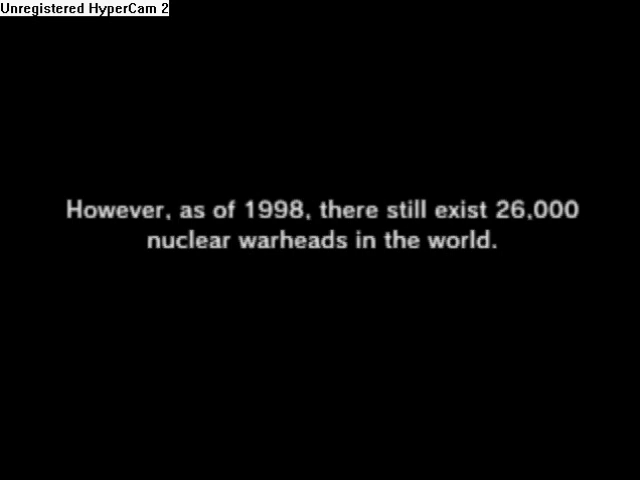 Unregistered HyperCam 2
However, as of 1998, there still exist 26,000
nuclear warheads in the world.